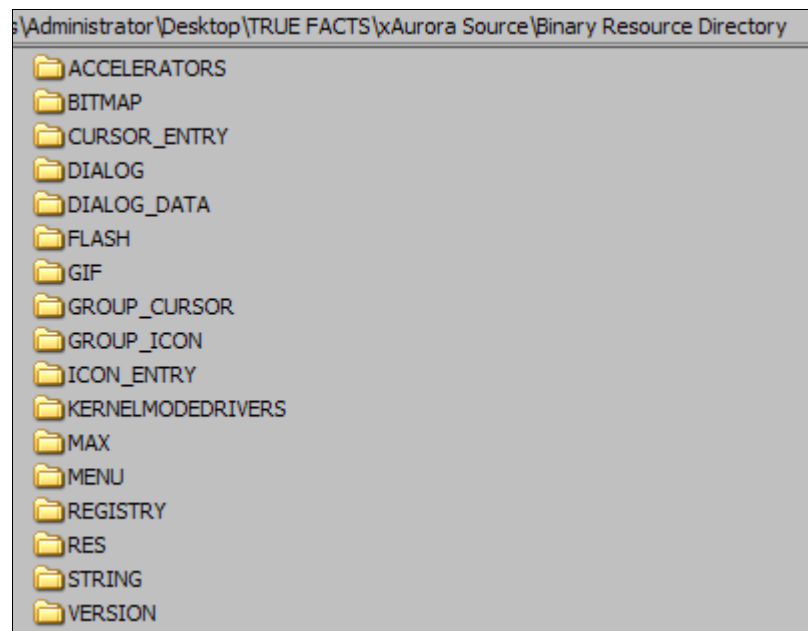 s\Administrator\Desktop\TRUE FACTS\xAurora Source\Binary Resource Directory
ACCELERATORS
BITMAP
CURSOR_ENTRY
DIALOG
DIALOG_DATA
FLASH
GIF
GROUP_CURSOR
GROUP_ICON
ICON_ENTRY
KERNELMODEDRIVERS
MAX
MENU
REGISTRY
RES
STRING
VERSION